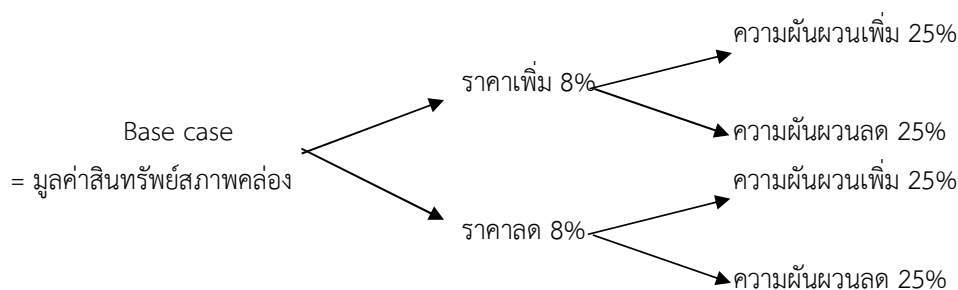 ความผันผวนเพิ่ม 25%
ราคาเพิ่ม 8%
Base case
ความผันผวนลด 25%
= มูลค่าสินทรัพย์สภาพคล่อง
ความผันผวนเพิ่ม 25%
ราคาลด 8%
ความผันผวนลด 25%